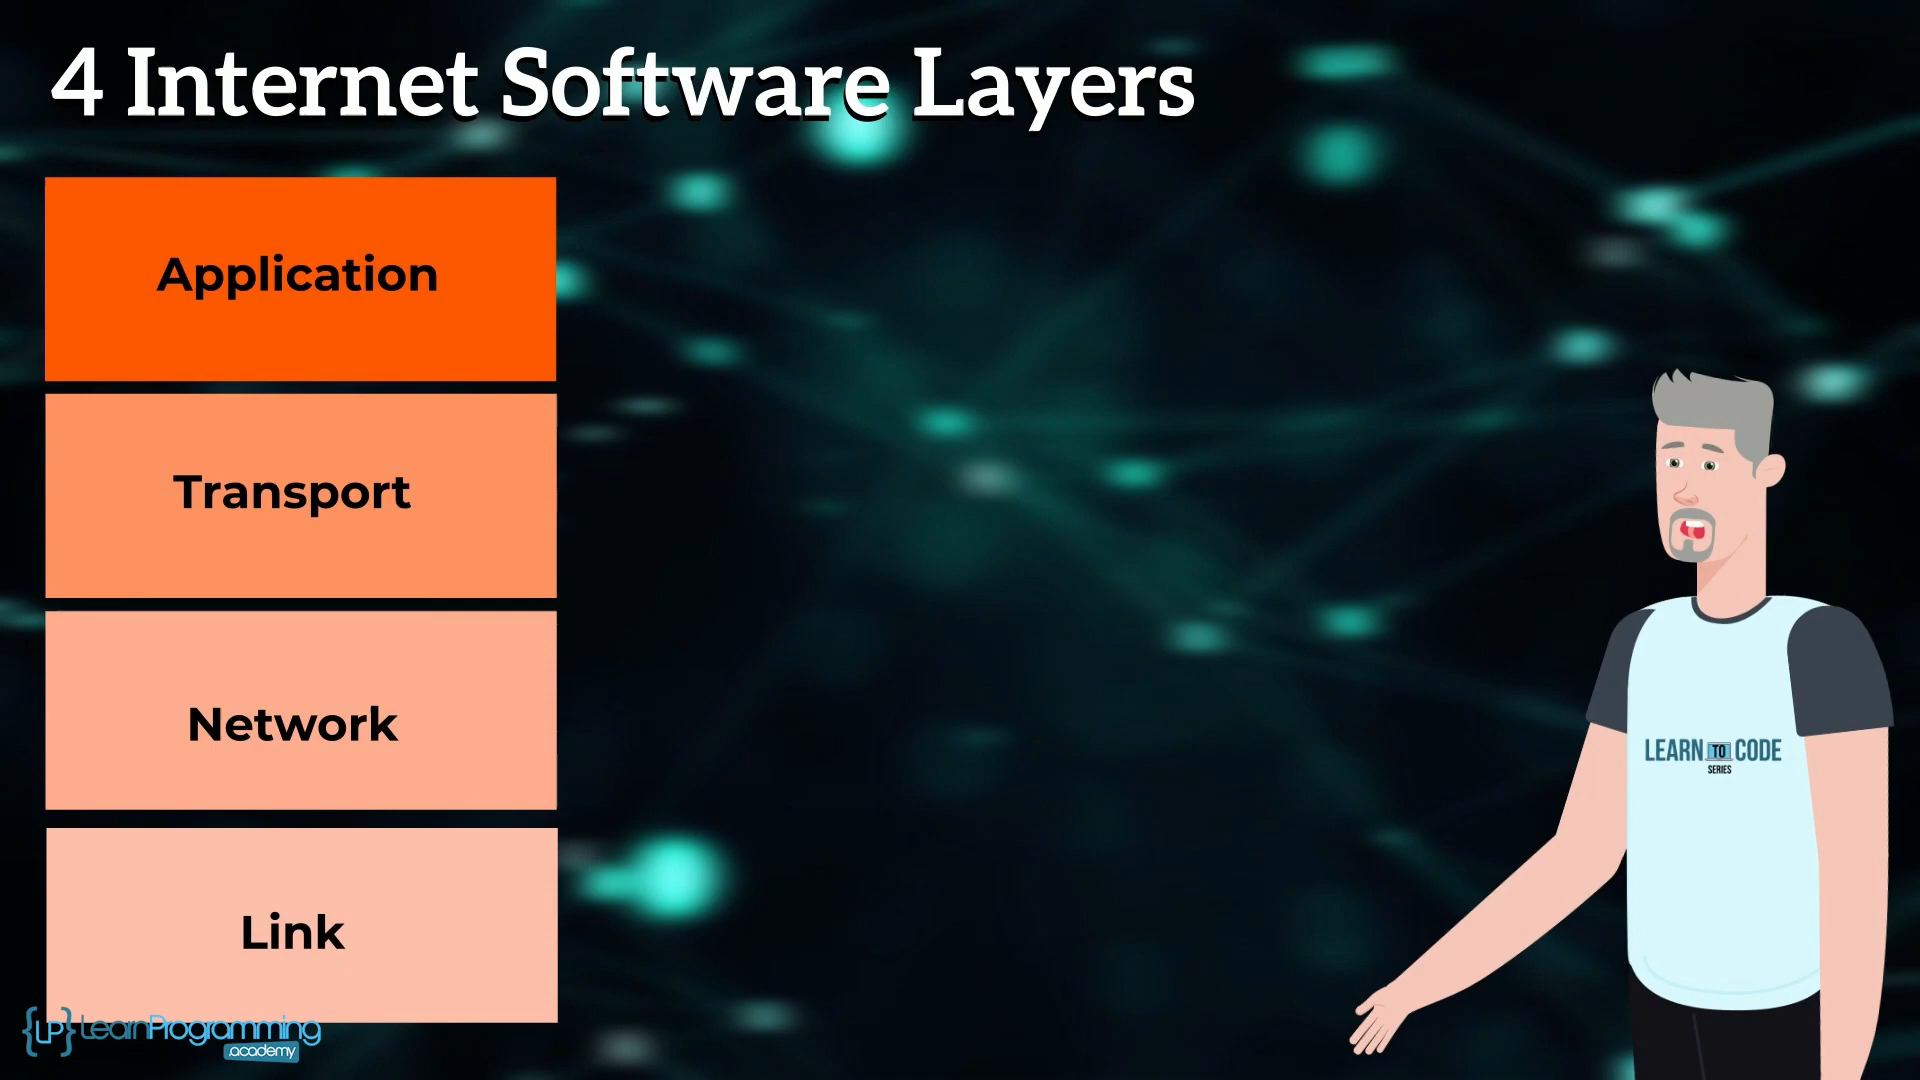 4 Internet Software Layers
Application
Transport
Network
Link
LEARN TO CODE
SERIES
{LP} LearnProgramming
.academy